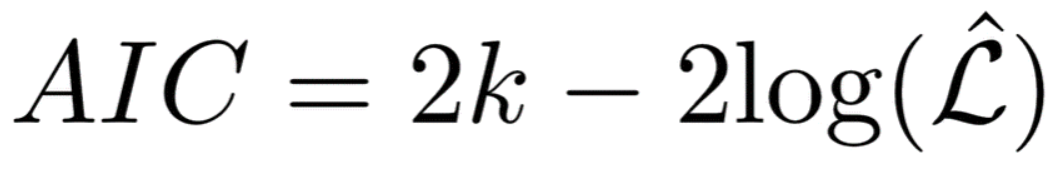 AIC = 2k − 2log(ℒ̂)